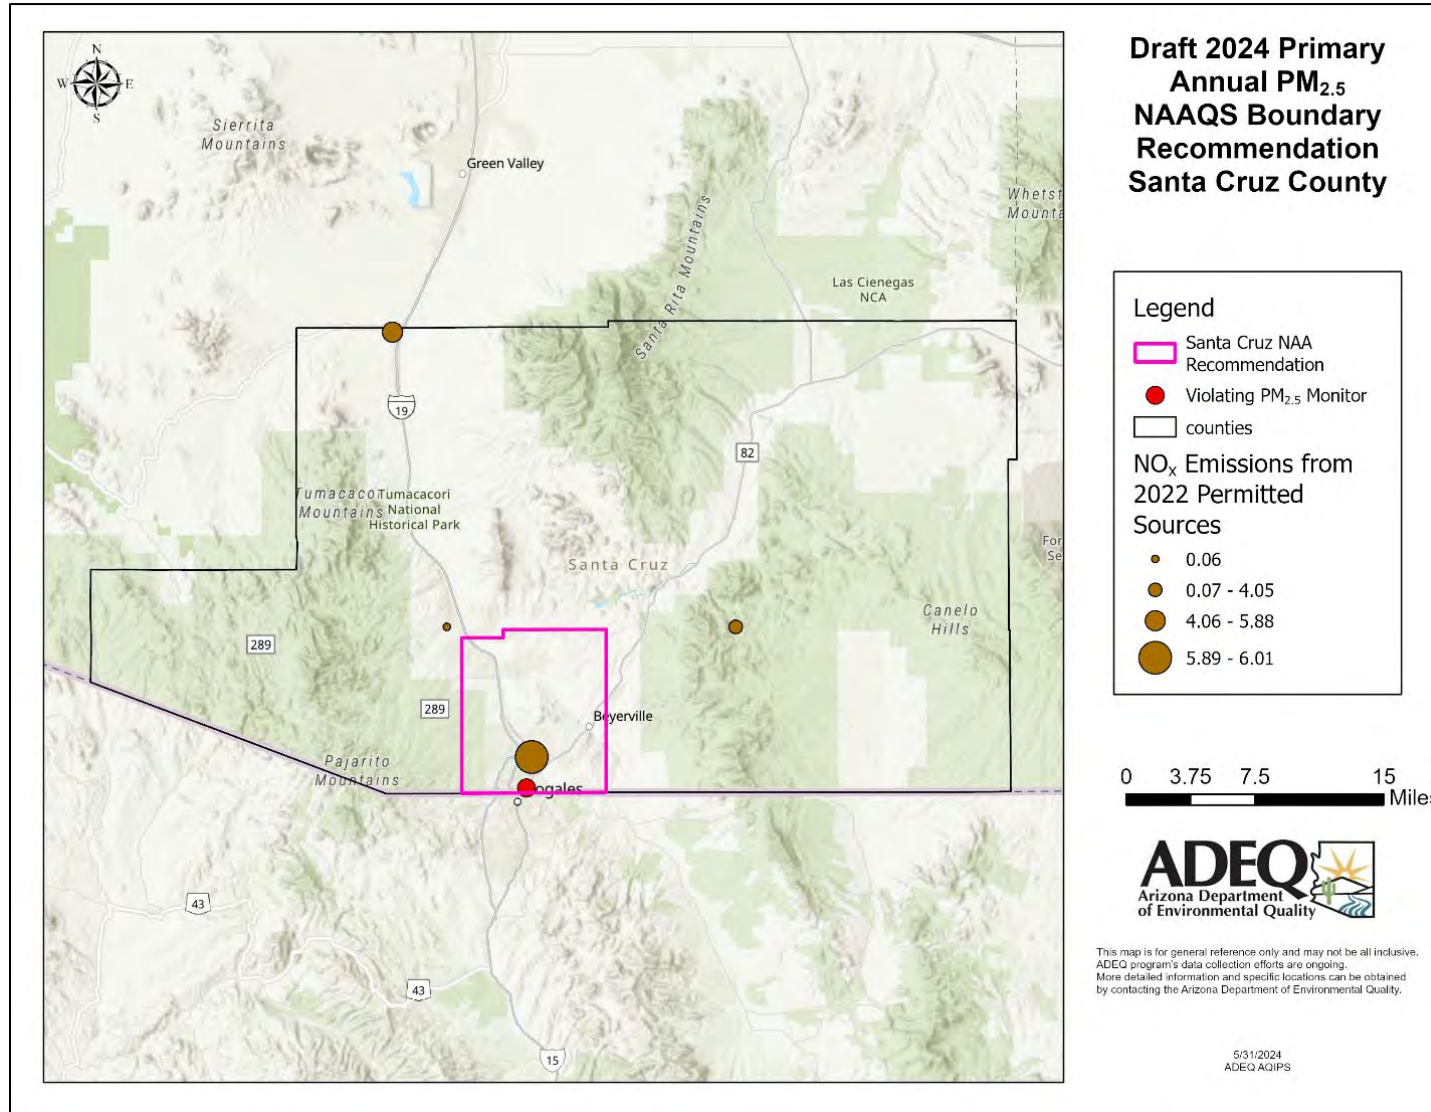 Draft 2024 Primary
Annual PM2.5
NAAQS Boundary
Recommendation
Santa Cruz County
N
W
E
S
Sierrita
Mountains
Green Valley
Santa Rita Mountains
Whetst
Mounta
Las Cienegas
NCA
19
82
Tumacacori
Mountains
Tumacacori
National
Historical Park
For
Se
Santa Cruz
Canelo
Hills
289
289
Beyerville
Pajarito
Mountains
ogales
43
43
15
Legend
Santa Cruz NAA
Recommendation
Violating PM2.5 Monitor
counties
NOx Emissions from
2022 Permitted
Sources
0.06
0.07 - 4.05
4.06 - 5.88
5.89 - 6.01
0 3.75 7.5 15
Miles
ADEQ
Arizona Department
of Environmental Quality
This map is for general reference only and may not be all inclusive.
ADEQ program's data collection efforts are ongoing.
More detailed information and specific locations can be obtained
by contacting the Arizona Department of Environmental Quality.
5/31/2024
ADEQ AQIPS